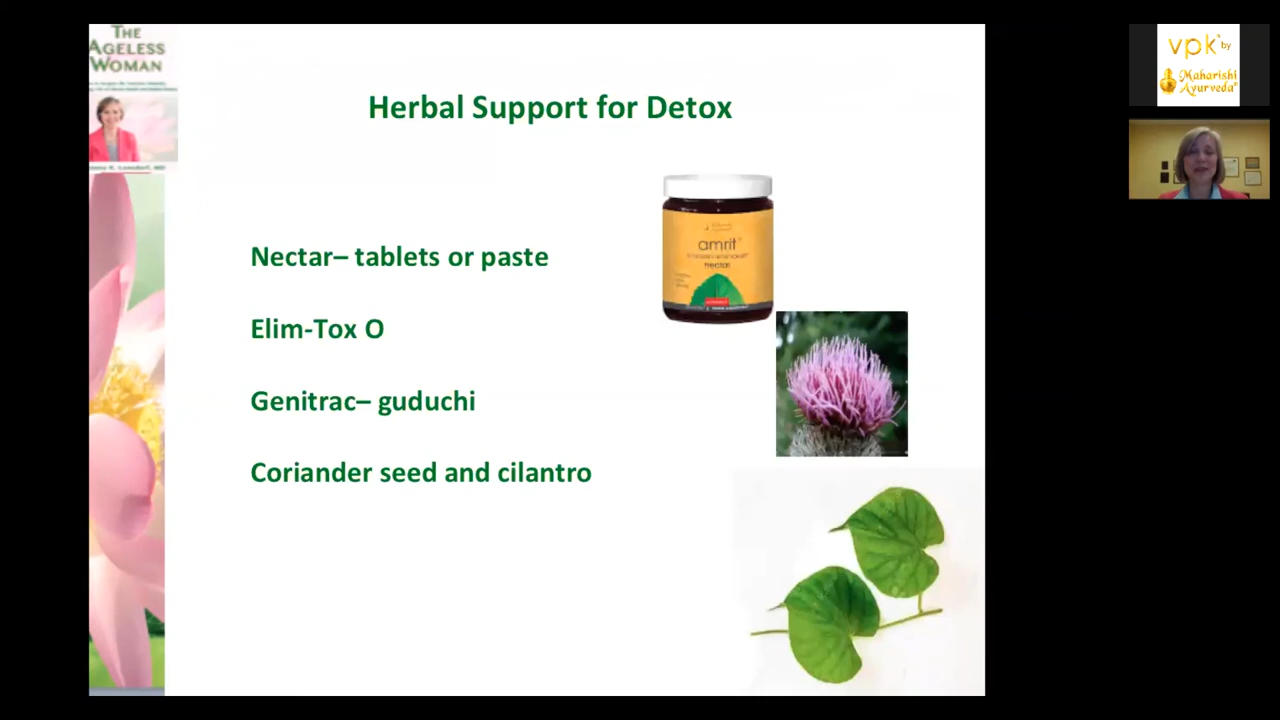 THE
AGELESS
WOMAN
Herbal Support for Detox
Nectar– tablets or paste
Elim-Tox O
Genitrac– guduchi
Coriander seed and cilantro
amrit
nectar
vpk by
Maharishi
Ayurveda®